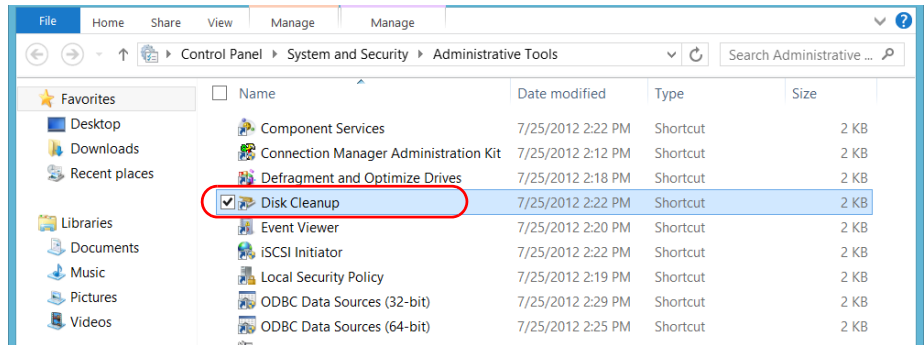 File Home Share View Manage Manage
Control Panel System and Security Administrative Tools Search Administrative ...
Favorites
Desktop
Downloads
Recent places
Libraries
Documents
Music
Pictures
Videos
Name Date modified Type Size
Component Services 7/25/2012 2:22 PM Shortcut 2 KB
Connection Manager Administration Kit 7/25/2012 2:12 PM Shortcut 2 KB
Defragment and Optimize Drives 7/25/2012 2:18 PM Shortcut 2 KB
Disk Cleanup 7/25/2012 2:22 PM Shortcut 2 KB
Event Viewer 7/25/2012 2:20 PM Shortcut 2 KB
iSCSI Initiator 7/25/2012 2:22 PM Shortcut 2 KB
Local Security Policy 7/25/2012 2:19 PM Shortcut 2 KB
ODBC Data Sources (32-bit) 7/25/2012 2:29 PM Shortcut 2 KB
ODBC Data Sources (64-bit) 7/25/2012 2:25 PM Shortcut 2 KB